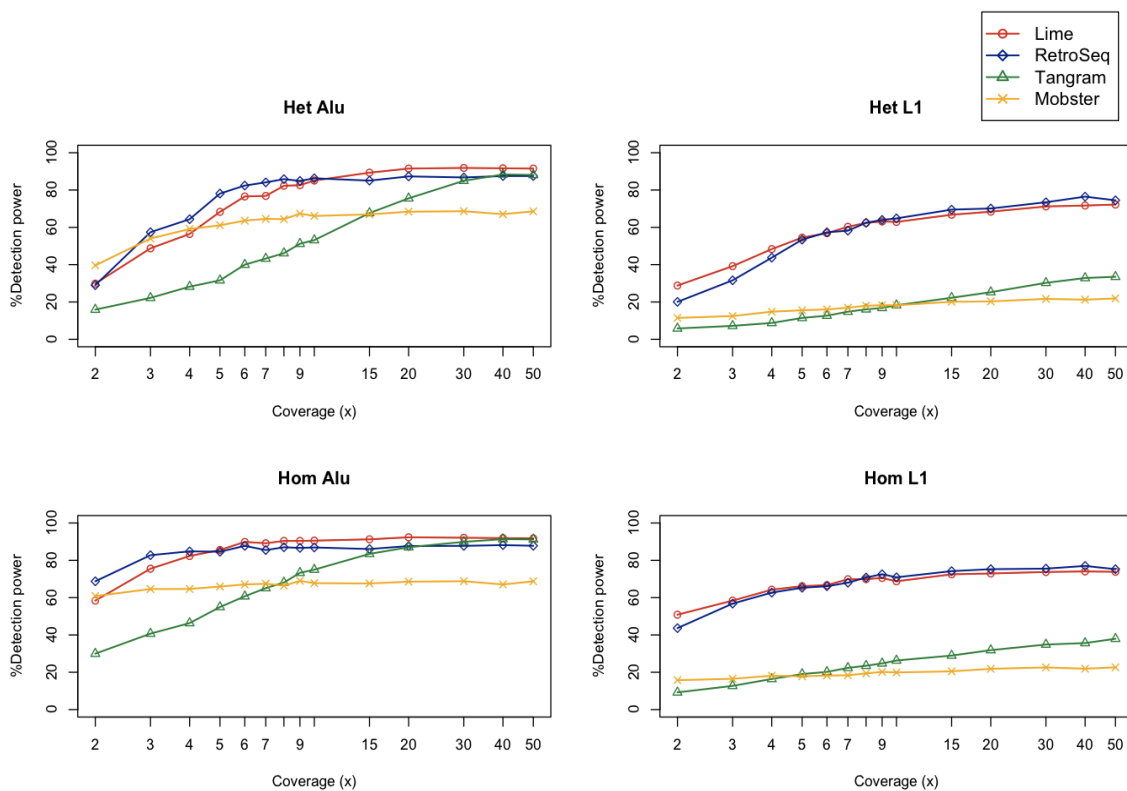 Lime
RetroSeq
Tangram
Mobster
Het Alu
%Detection power
0 20 40 60 80 100
2 3 4 5 6 7 9 15 20 30 40 50
Coverage (x)
Het L1
%Detection power
0 20 40 60 80 100
2 3 4 5 6 7 9 15 20 30 40 50
Coverage (x)
Hom Alu
%Detection power
0 20 40 60 80 100
2 3 4 5 6 7 9 15 20 30 40 50
Coverage (x)
Hom L1
%Detection power
0 20 40 60 80 100
2 3 4 5 6 7 9 15 20 30 40 50
Coverage (x)